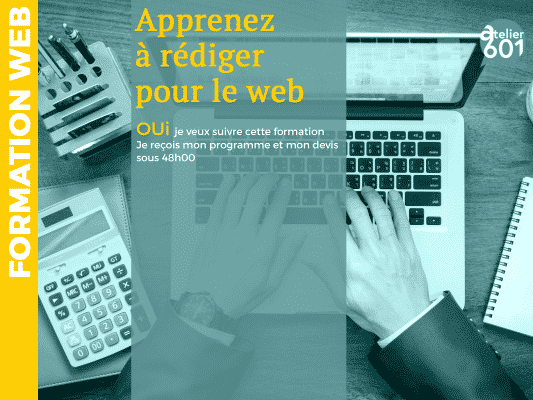 FORMATION WEB
Apprenez
à rédiger
pour le web
OUi je veux suivre cette formation
Je reçois mon programme et mon devis
sous 48h00
atelier
601